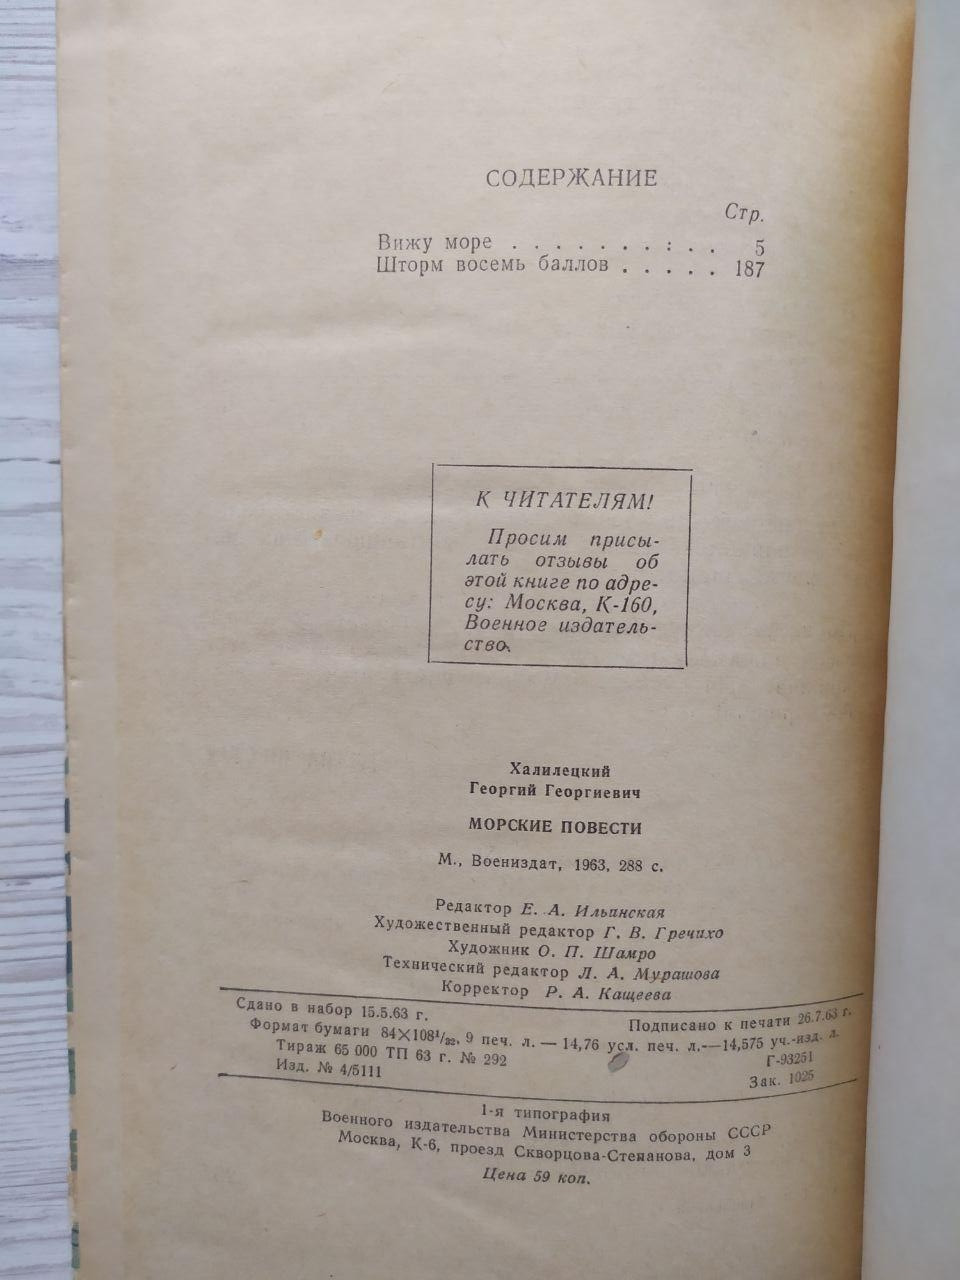 СОДЕРЖАНИЕ
Стр.
Вижу море . . . . . . . : . . 5
Шторм восемь баллов . . . . . 187
К ЧИТАТЕЛЯМ!
Просим присы-
лать отзывы об
этой книге по адре-
су: Москва, К-160,
Военное издатель-
ство.
Халилецкий
Георгий Георгиевич
МОРСКИЕ ПОВЕСТИ
М., Воениздат, 1963, 288 с.
Редактор Е. А. Ильанская
Художественный редактор Г. В. Гречихо
Художник О. П. Шамро
Технический редактор Л. А. Мурашова
Корректор Р. А. Кащеева
Сдано в набор 15.5.63 г. Подписано к печати 26.7.63 г.
Формат бумаги 84×108¹/₃₂, 9 печ. л. — 14,76 усл. печ. л.—14,575 уч.-изд. л.
Тираж 65 000 ТП 63 г. № 292 Г-93251
Изд. № 4/5111 Зак. 1025
1-я типография
Военного издательства Министерства обороны СССР
Москва, К-6, проезд Скворцова-Степанова, дом 3
Цена 59 коп.